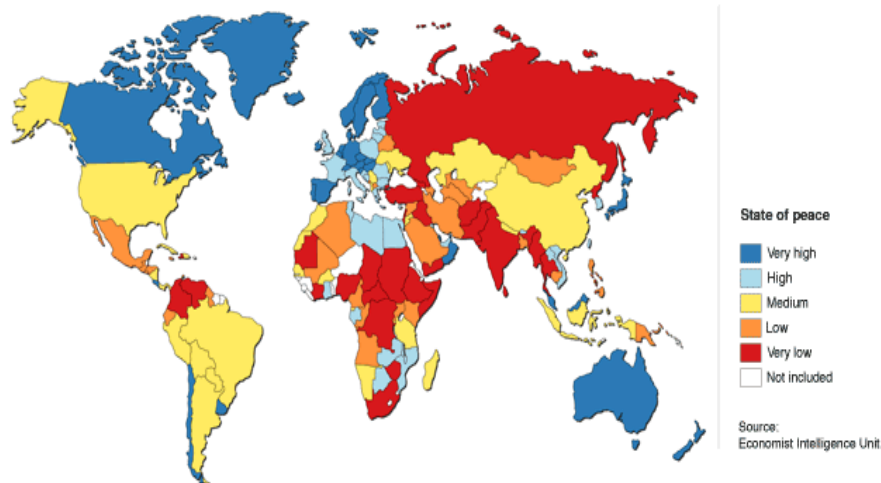 State of peace
Very high
High
Medium
Low
Very low
Not included
Source:
Economist Intelligence Unit